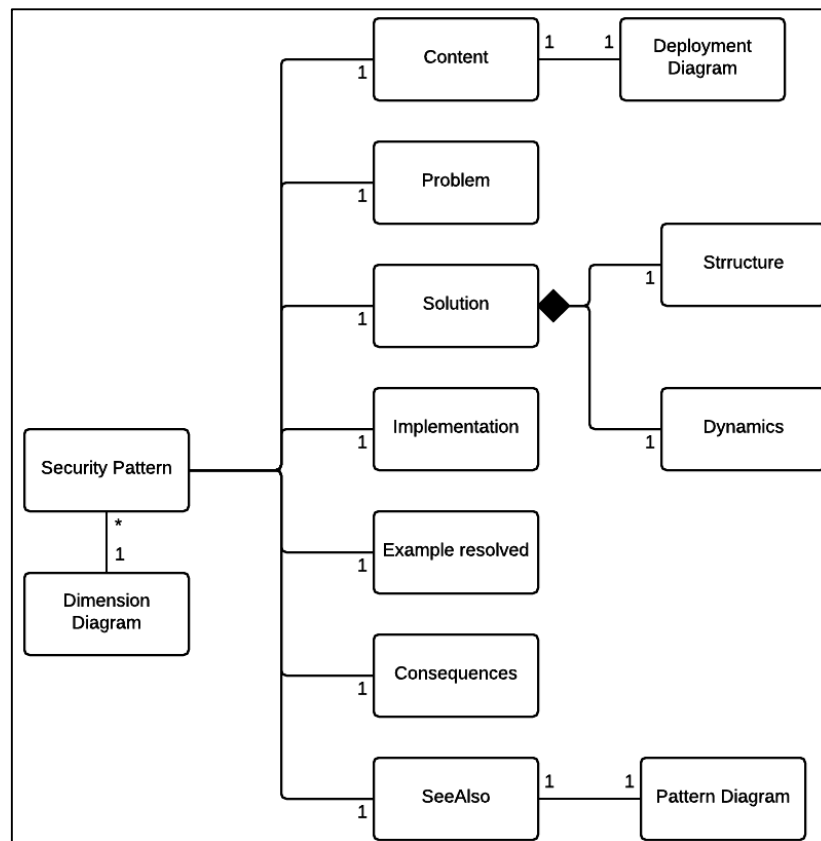 Content
1
1
1
Deployment
Diagram
Problem
1
Strructure
1
Solution
1
Dynamics
1
Implementation
1
Security Pattern
*
1
Dimension
Diagram
Example resolved
1
Consequences
1
SeeAlso
1
1
1
Pattern Diagram